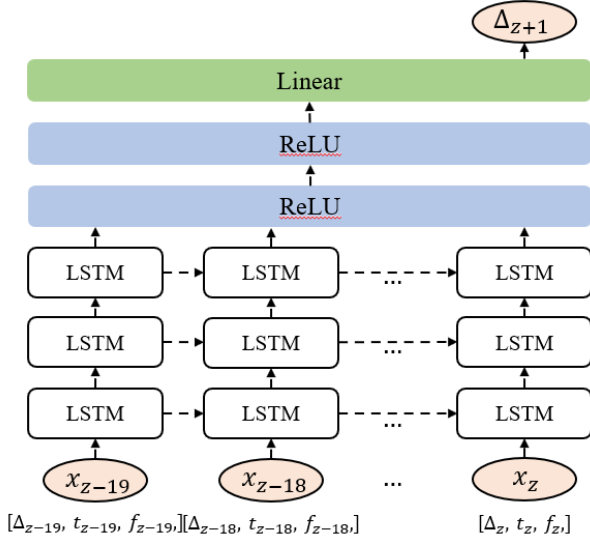 Δz+1
Linear
ReLU
ReLU
LSTM LSTM ... LSTM
LSTM LSTM ... LSTM
LSTM LSTM ... LSTM
xz−19 xz−18 ... xz
[Δz−19, tz−19, fz−19,][Δz−18, tz−18, fz−18,] [Δz, tz, fz,]